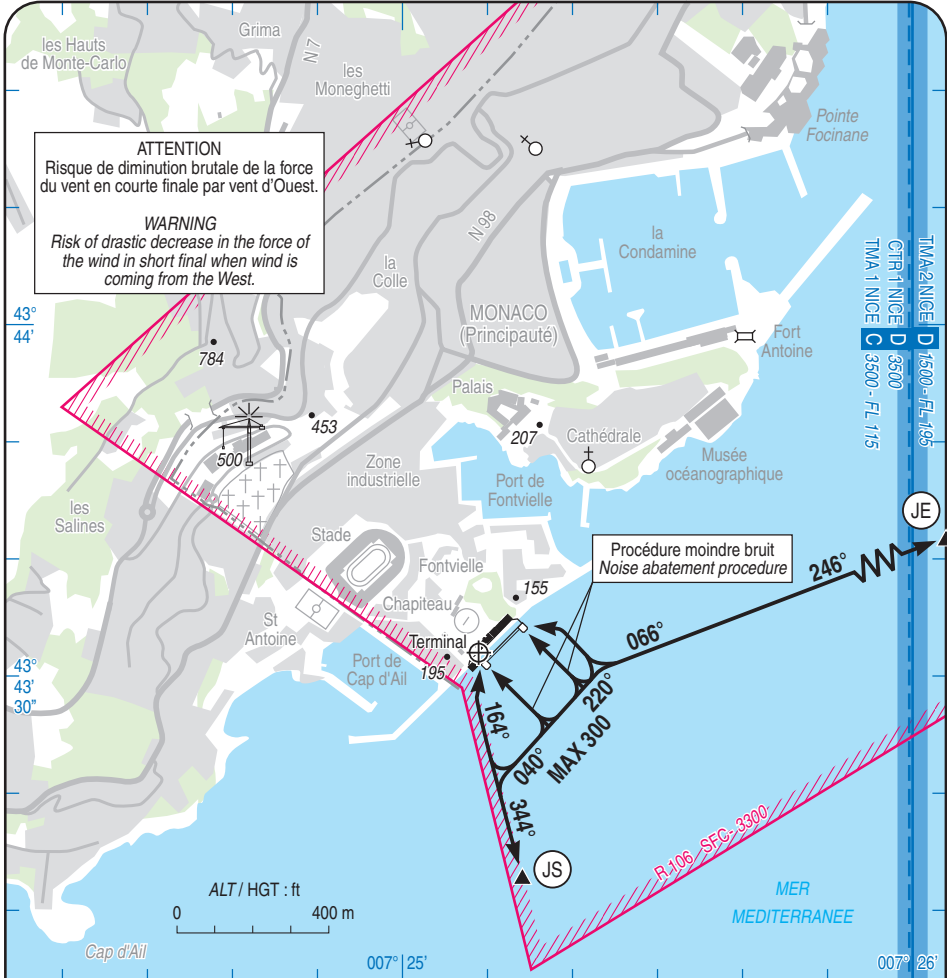 les Hauts
de Monte-Carlo
Grima
N 7
les
Moneghetti
Pointe
Focinane
ATTENTION
Risque de diminution brutale de la force
du vent en courte finale par vent d'Ouest.
WARNING
Risk of drastic decrease in the force of
the wind in short final when wind is
coming from the West.
N 98
la
Condamine
la
Colle
TMA 2 NICE D 1500 - FL 195
CTR 1 NICE D 3500
TMA 1 NICE C 3500 - FL 115
43°
44'
MONACO
(Principauté)
Fort
Antoine
784
Palais
453
207
Cathédrale
500
Zone
industrielle
Musée
océanographique
Port de
Fontvielle
les
Salines
JE
Stade
Procédure moindre bruit
Noise abatement procedure
246°
Fontvielle
155
Chapiteau
066°
St
Antoine
Terminal
43°
43'
30"
Port de
Cap d'Ail
195
220°
164°
MAX 300
040°
344°
R 106 SFC- 3300
JS
ALT / HGT : ft
0
400 m
MER
MEDITERRANEE
Cap d'Ail
007° 25'
007° 26'